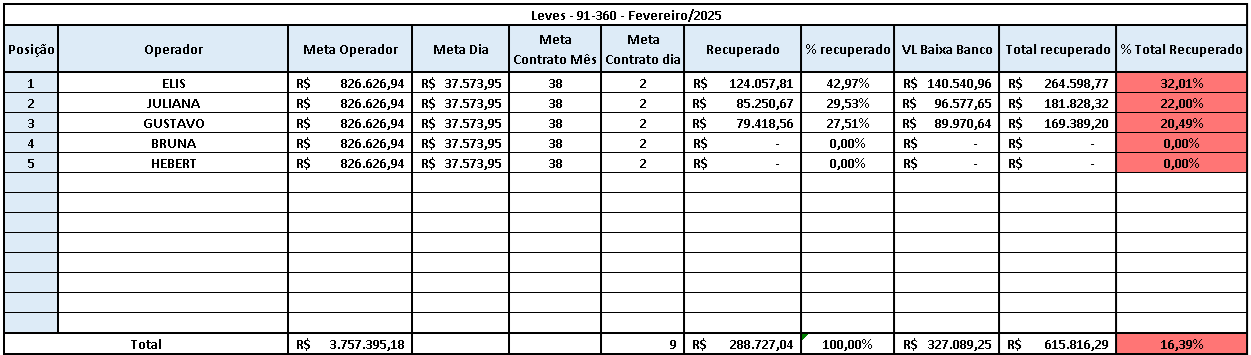 Leves - 91-360 - Fevereiro/2025
Posição Operador Meta Operador Meta Dia Meta Contrato Mês Meta Contrato dia Recuperado % recuperado VL Baixa Banco Total recuperado % Total Recuperado
1 ELIS R$ 826.626,94 R$ 37.573,95 38 2 R$ 124.057,81 42,97% R$ 140.540,96 R$ 264.598,77 32,01%
2 JULIANA R$ 826.626,94 R$ 37.573,95 38 2 R$ 85.250,67 29,53% R$ 96.577,65 R$ 181.828,32 22,00%
3 GUSTAVO R$ 826.626,94 R$ 37.573,95 38 2 R$ 79.418,56 27,51% R$ 89.970,64 R$ 169.389,20 20,49%
4 BRUNA R$ 826.626,94 R$ 37.573,95 38 2 R$ - 0,00% R$ - R$ - 0,00%
5 HEBERT R$ 826.626,94 R$ 37.573,95 38 2 R$ - 0,00% R$ - R$ - 0,00%
Total R$ 3.757.395,18 9 R$ 288.727,04 100,00% R$ 327.089,25 R$ 615.816,29 16,39%